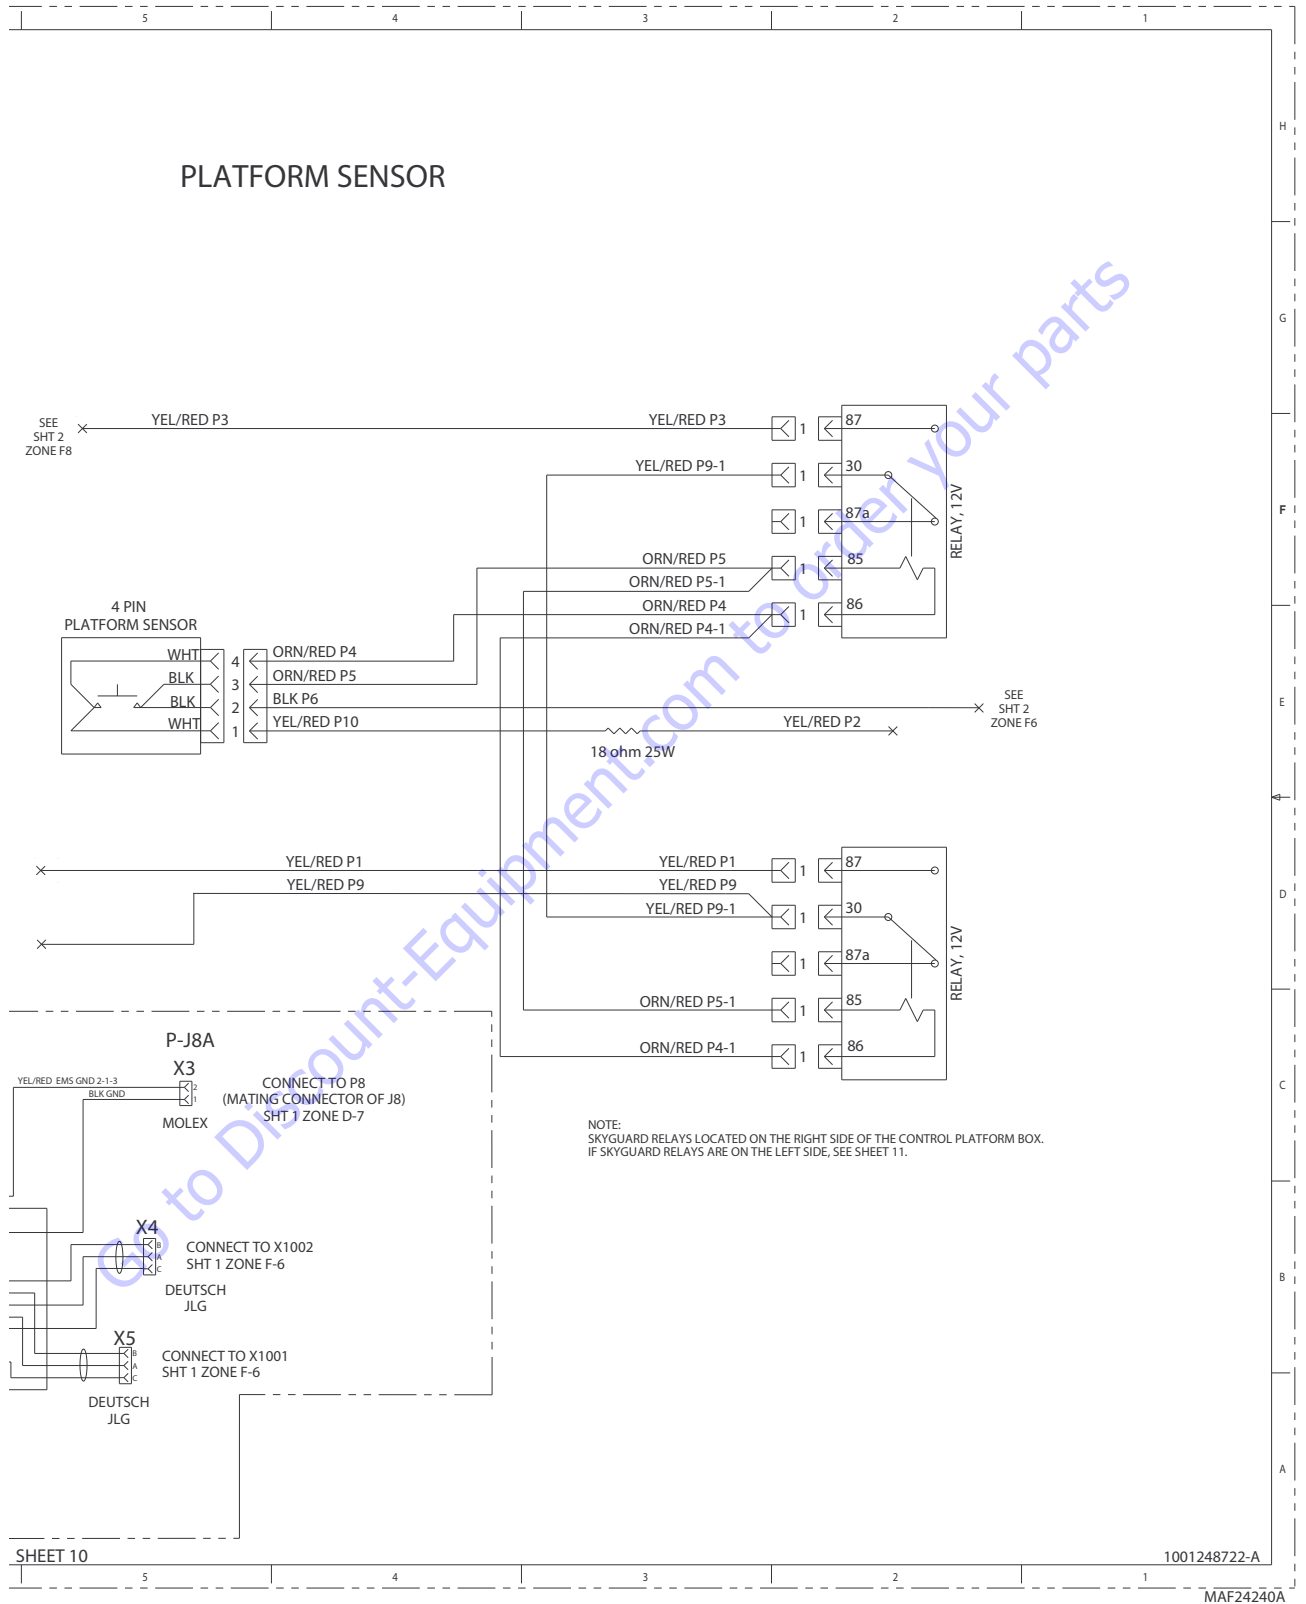 5 4 3 2 1
H
PLATFORM SENSOR
G
SEE
SHT 2
ZONE F8
YEL/RED P3
YEL/RED P3
1
87
YEL/RED P9-1
1
30
1
87a
F
RELAY, 12V
ORN/RED P5
1
85
ORN/RED P5-1
ORN/RED P4
1
86
ORN/RED P4-1
4 PIN
PLATFORM SENSOR
WHT
4
ORN/RED P4
BLK
3
ORN/RED P5
BLK
2
BLK P6
WHT
1
YEL/RED P10
18 ohm 25W
YEL/RED P2
SEE
SHT 2
ZONE F6
E
YEL/RED P1
YEL/RED P1
1
87
YEL/RED P9
YEL/RED P9
YEL/RED P9-1
1
30
D
1
87a
RELAY, 12V
ORN/RED P5-1
1
85
ORN/RED P4-1
1
86
P-J8A
X3
YEL/RED EMS GND 2-1-3
2
BLK GND
1
MOLEX
CONNECT TO P8
(MATING CONNECTOR OF J8)
SHT 1 ZONE D-7
C
NOTE:
SKYGUARD RELAYS LOCATED ON THE RIGHT SIDE OF THE CONTROL PLATFORM BOX.
IF SKYGUARD RELAYS ARE ON THE LEFT SIDE, SEE SHEET 11.
X4
B
A
C
CONNECT TO X1002
SHT 1 ZONE F-6
DEUTSCH
JLG
B
X5
B
A
C
CONNECT TO X1001
SHT 1 ZONE F-6
DEUTSCH
JLG
A
Go to Discount-Equipment.com to order your parts
SHEET 10
1001248722-A
5 4 3 2 1
MAF24240A